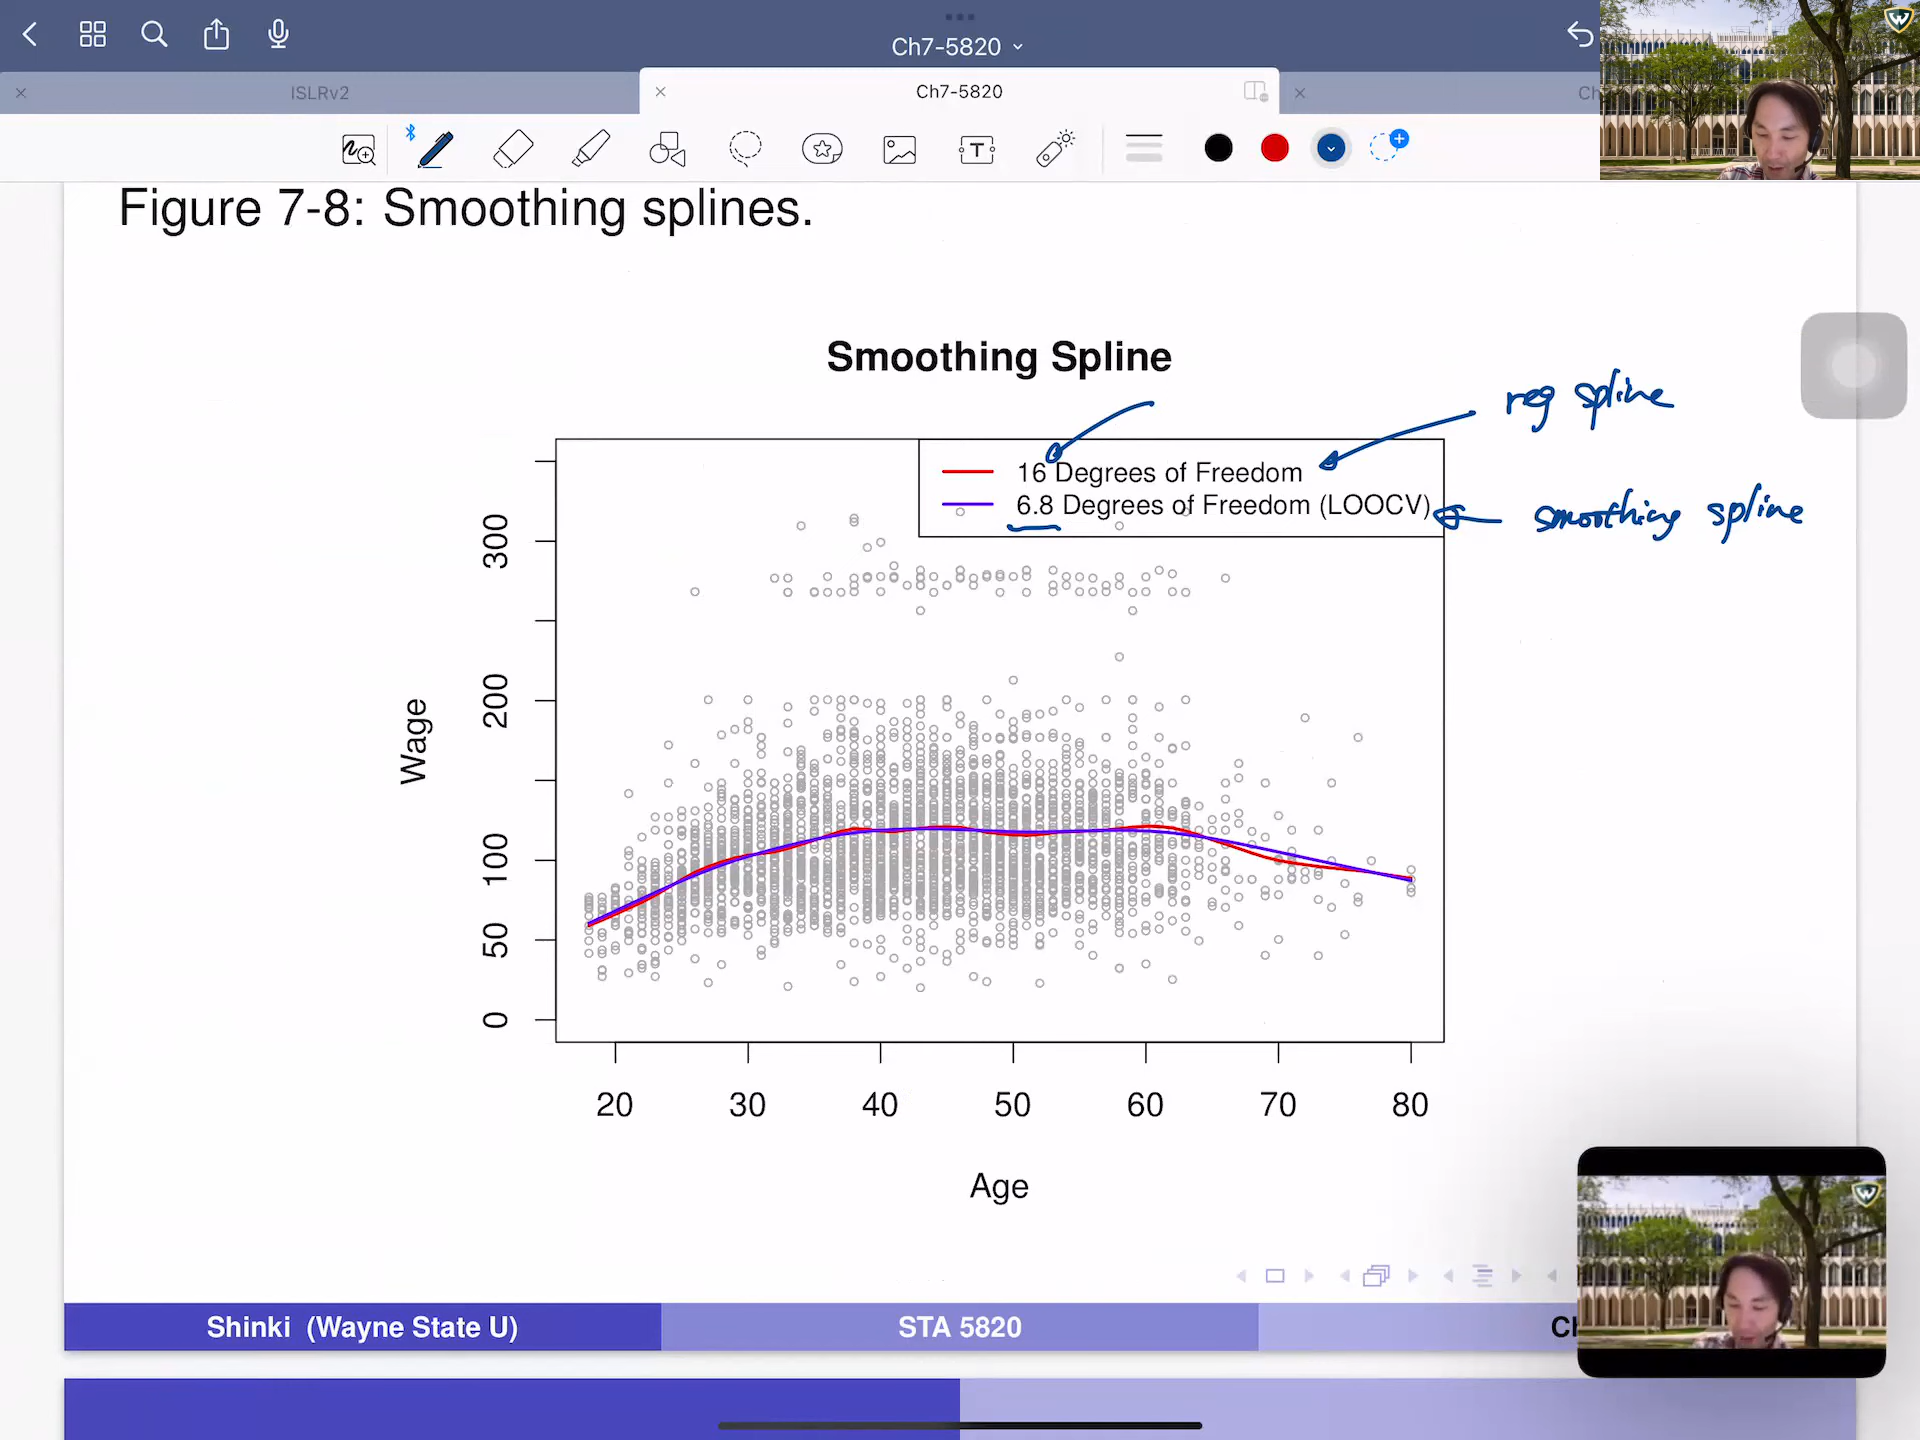 Ch7-5820
ISLRv2
Ch7-5820
Ch
Figure 7-8: Smoothing splines.
Smoothing Spline
reg spline
16 Degrees of Freedom
6.8 Degrees of Freedom (LOOCV)
smoothing spline
300
200
100
50
0
Wage
20 30 40 50 60 70 80
Age
Shinki (Wayne State U)
STA 5820
Ch